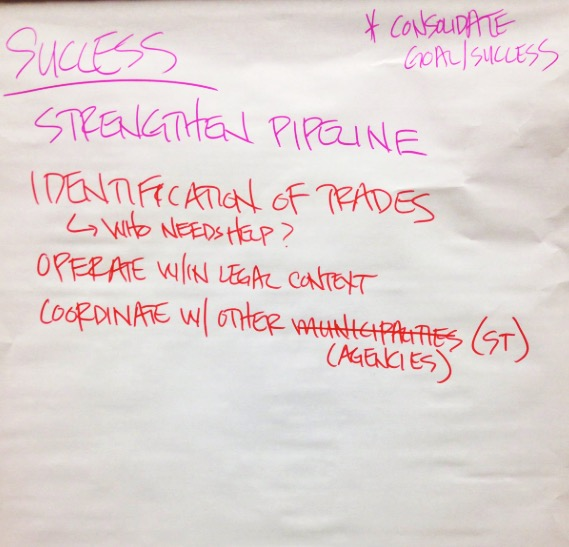 SUCCESS
* CONSOLIDATE
GOAL/SUCCESS
STRENGTHEN PIPELINE
IDENTIFICATION OF TRADES
↳ WHO NEEDS HELP?
OPERATE W/IN LEGAL CONTEXT
COORDINATE W/ OTHER MUNICIPALITIES (ST)
(AGENCIES)